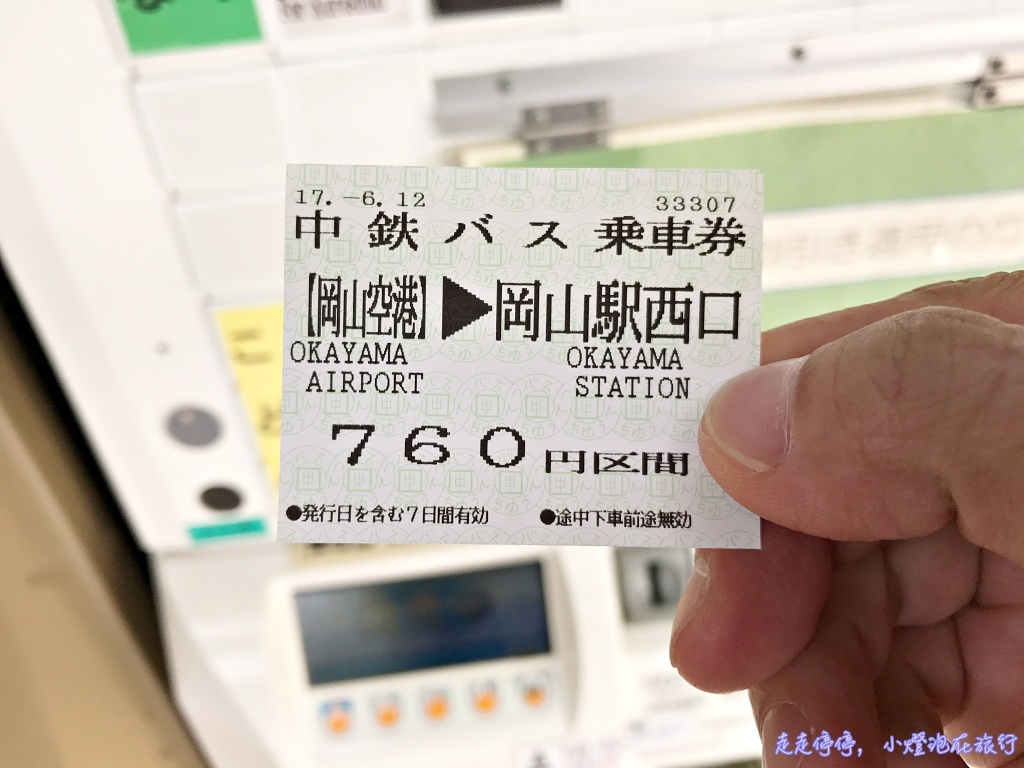 17.-6.12 33307
中鉄バス 乗車券
【岡山空港】▶岡山駅西口
OKAYAMA AIRPORT
OKAYAMA STATION
760円区間
●発行日を含む7日間有効 ●途中下車前途無効
走走停停,小燈泡在旅行